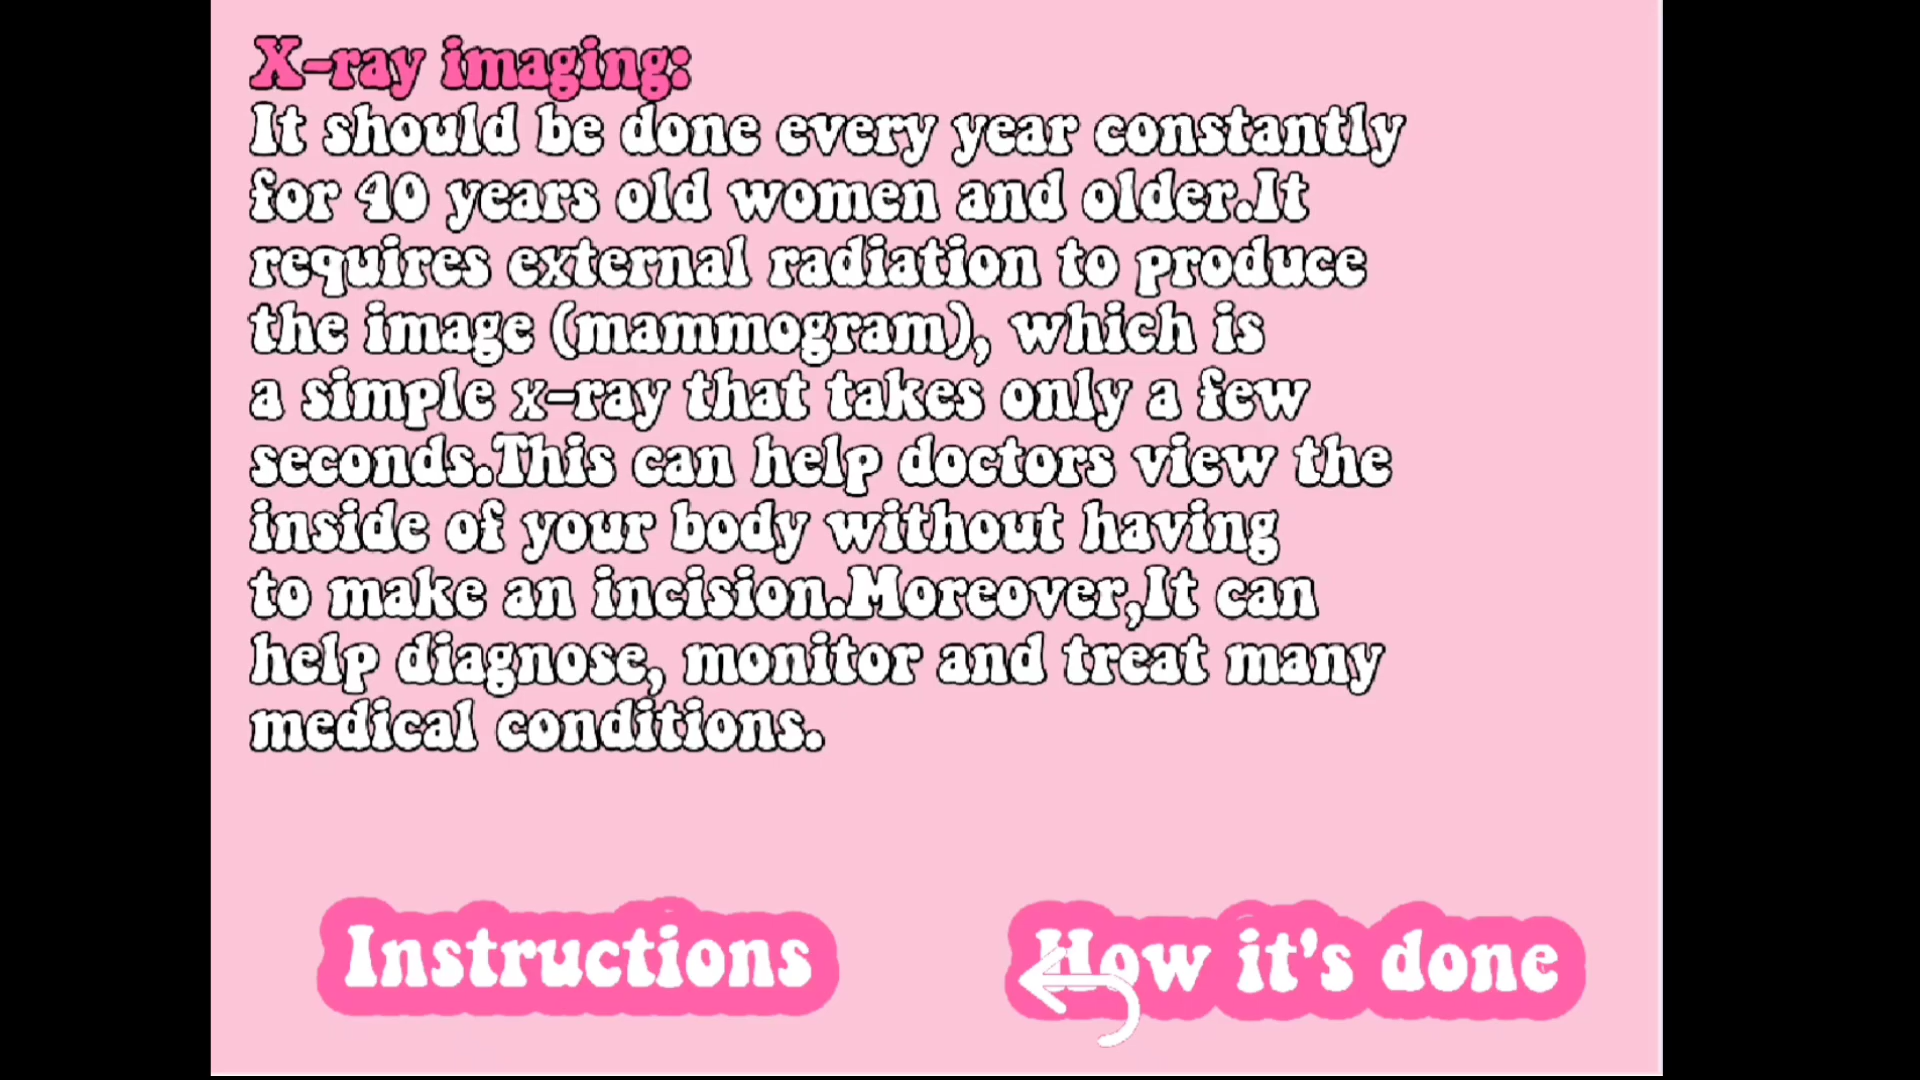 X-ray imaging:
It should be done every year constantly
for 40 years old women and older.It
requires external radiation to produce
the image (mammogram), which is
a simple x-ray that takes only a few
seconds.This can help doctors view the
inside of your body without having
to make an incision.Moreover,It can
help diagnose, monitor and treat many
medical conditions.
Instructions
How it's done